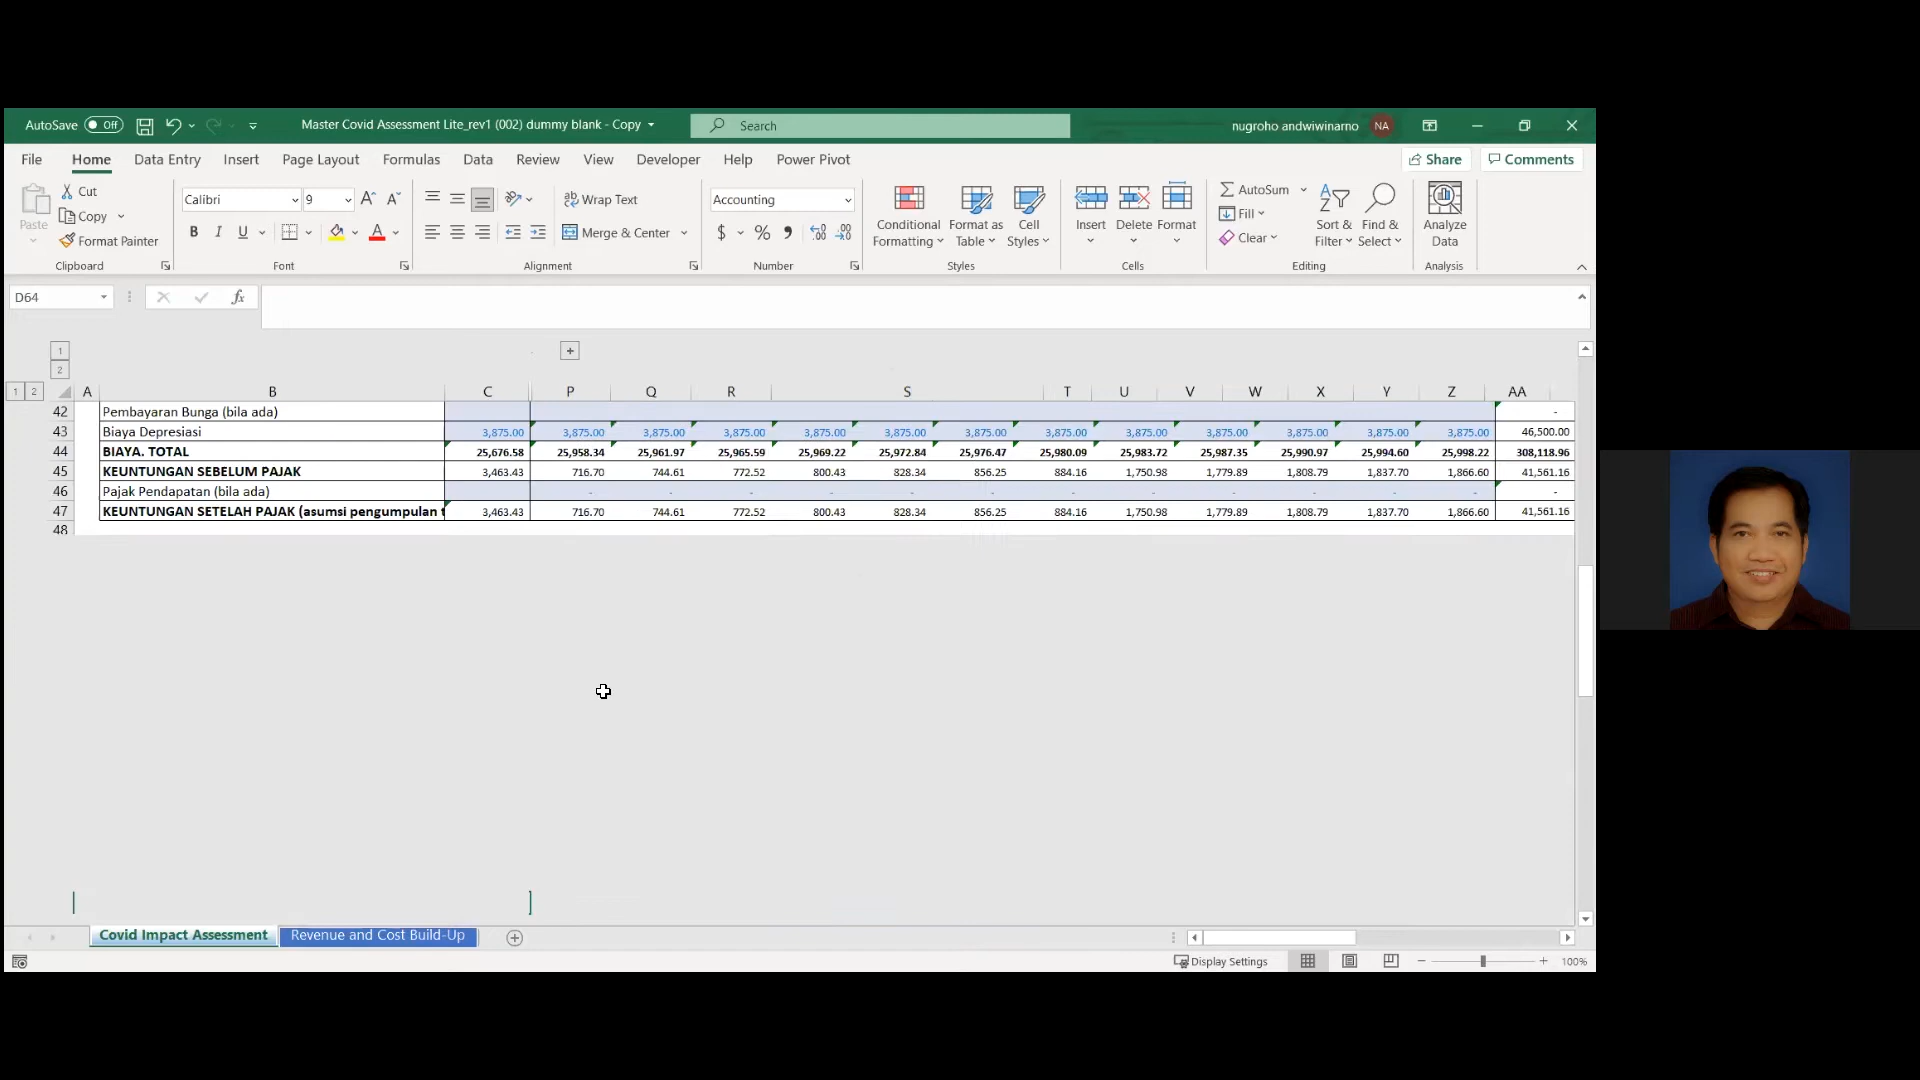 AutoSave Off Master Covid Assessment Lite_rev1 (002) dummy blank - Copy Search nugroho andwiwinarno NA
File Home Data Entry Insert Page Layout Formulas Data Review View Developer Help Power Pivot Share Comments
Paste Cut Copy Format Painter
Calibri 9
B I U A
ab Wrap Text
Merge & Center
Accounting
$ %
Conditional Formatting Format as Table Cell Styles
Insert Delete Format
AutoSum Fill Clear
Sort & Filter Find & Select
Analyze Data
Clipboard Font Alignment Number Styles Cells Editing Analysis
D64 fx
1
2
1 2 A B C P Q R S T U V W X Y Z AA
42 Pembayaran Bunga (bila ada) -
43 Biaya Depresiasi 3,875.00 3,875.00 3,875.00 3,875.00 3,875.00 3,875.00 3,875.00 3,875.00 3,875.00 3,875.00 3,875.00 3,875.00 3,875.00 46,500.00
44 BIAYA. TOTAL 25,676.58 25,958.34 25,961.97 25,965.59 25,969.22 25,972.84 25,976.47 25,980.09 25,983.72 25,987.35 25,990.97 25,994.60 25,998.22 308,118.96
45 KEUNTUNGAN SEBELUM PAJAK 3,463.43 716.70 744.61 772.52 800.43 828.34 856.25 884.16 1,750.98 1,779.89 1,808.79 1,837.70 1,866.60 41,561.16
46 Pajak Pendapatan (bila ada) - - - - - - - - - - - - -
47 KEUNTUNGAN SETELAH PAJAK (asumsi pengumpulan t 3,463.43 716.70 744.61 772.52 800.43 828.34 856.25 884.16 1,750.98 1,779.89 1,808.79 1,837.70 1,866.60 41,561.16
48
Covid Impact Assessment Revenue and Cost Build-Up
Display Settings 100%